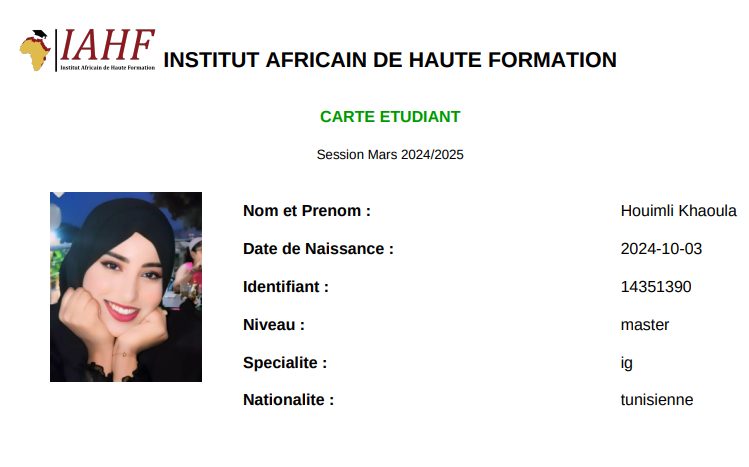 IAHF
Institut Africain de Haute Formation
INSTITUT AFRICAIN DE HAUTE FORMATION
CARTE ETUDIANT
Session Mars 2024/2025
Nom et Prenom : Houimli Khaoula
Date de Naissance : 2024-10-03
Identifiant : 14351390
Niveau : master
Specialite : ig
Nationalite : tunisienne